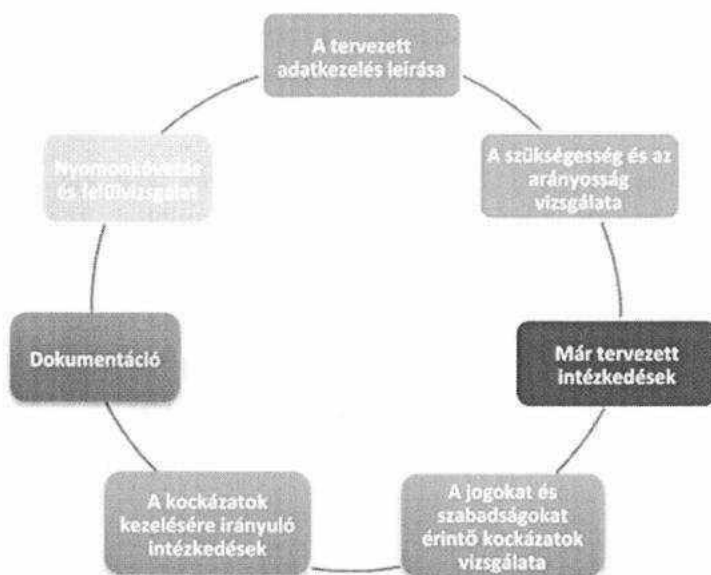 A tervezett
adatkezelés leírása
A szükségesség és az
arányosság
vizsgálata
Már tervezett
intézkedések
A jogokat és
szabadságokat
érintő kockázatok
vizsgálata
A kockázatok
kezelésére irányuló
intézkedések
Dokumentáció
Nyomonkövetés
és felülvizsgálat